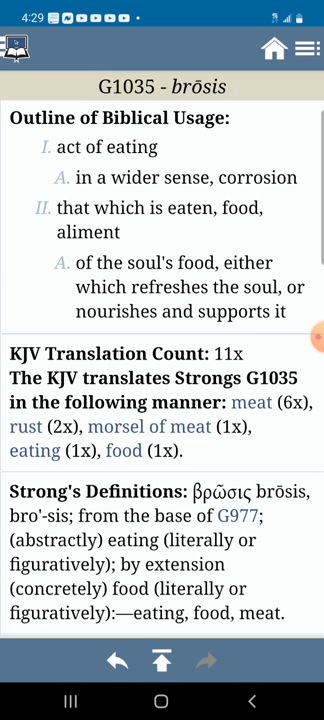 4:29
G1035 - brōsis
Outline of Biblical Usage:
I. act of eating
A. in a wider sense, corrosion
II. that which is eaten, food,
aliment
A. of the soul's food, either
which refreshes the soul, or
nourishes and supports it
KJV Translation Count: 11x
The KJV translates Strongs G1035
in the following manner: meat (6x),
rust (2x), morsel of meat (1x),
eating (1x), food (1x).
Strong's Definitions: βρῶσις brōsis,
bro'-sis; from the base of G977;
(abstractly) eating (literally or
figuratively); by extension
(concretely) food (literally or
figuratively):—eating, food, meat.